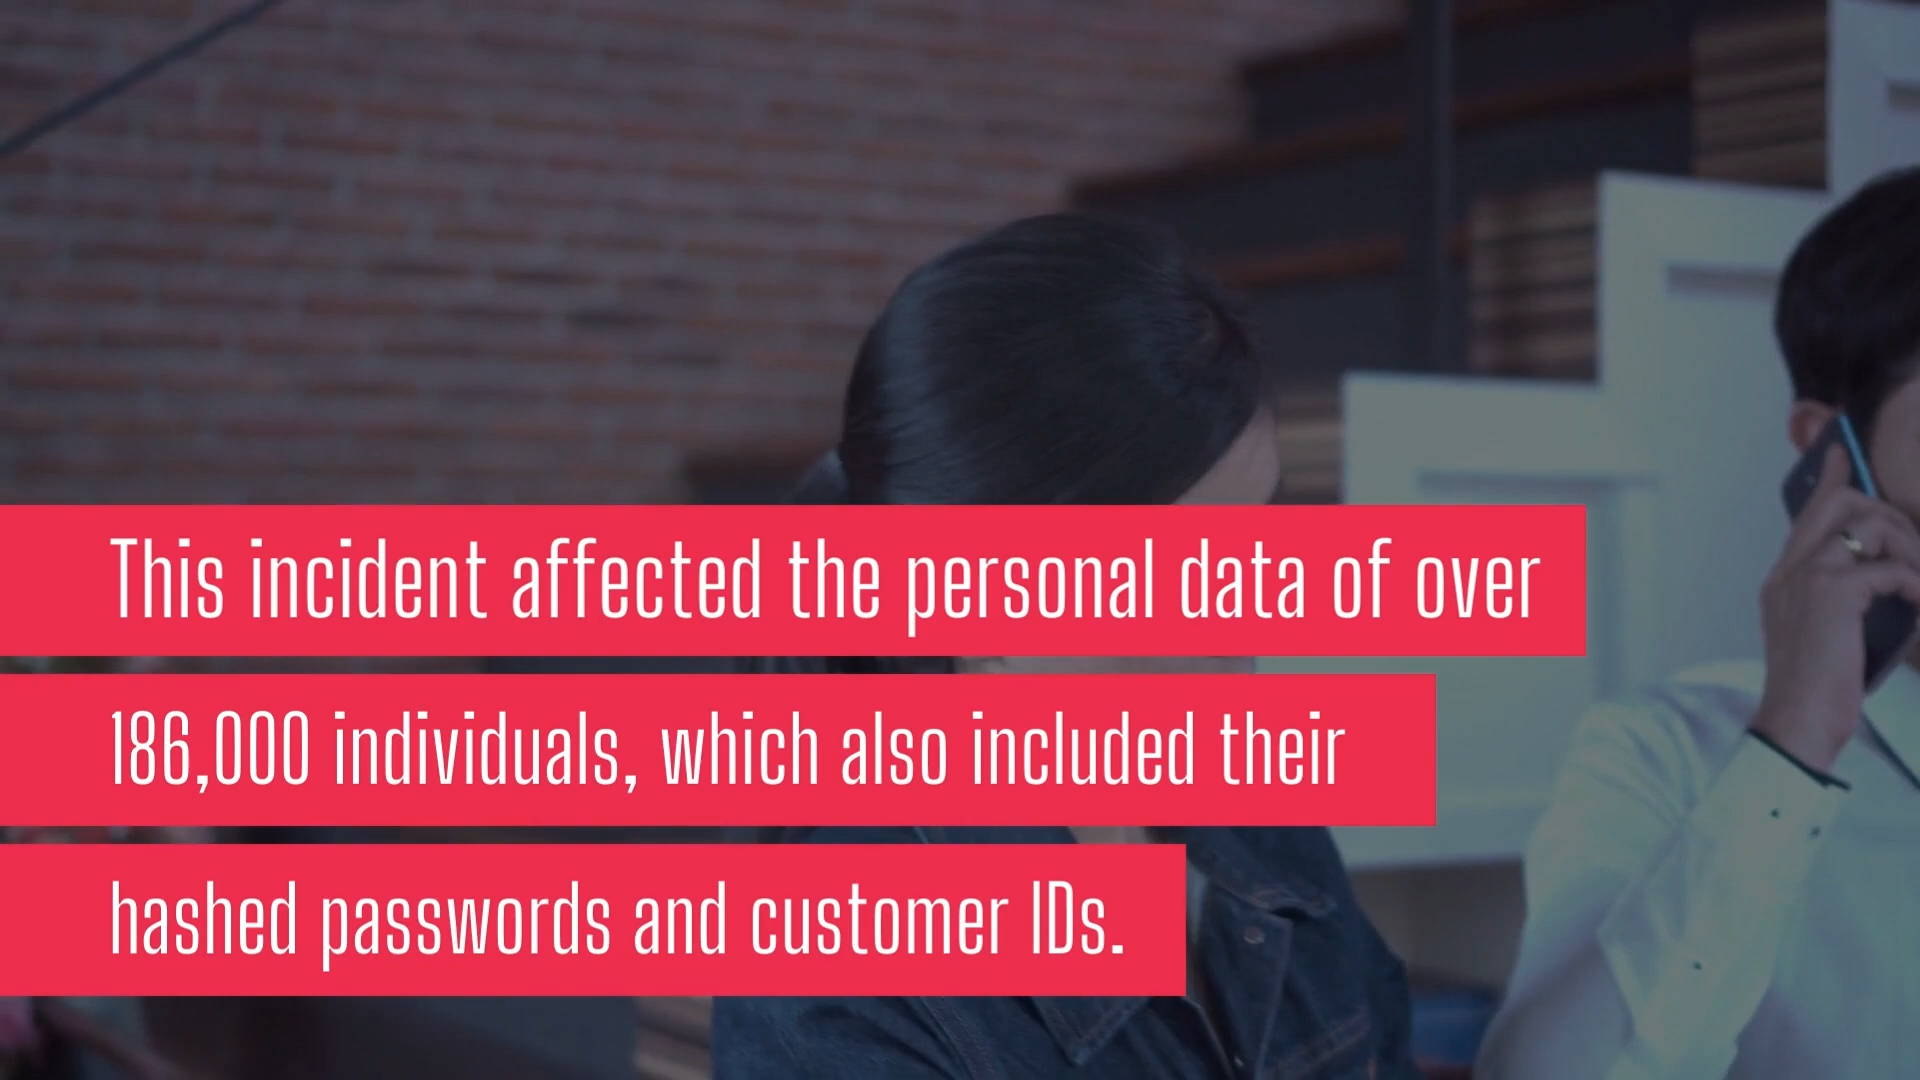 This incident affected the personal data of over
186,000 individuals, which also included their
hashed passwords and customer IDs.